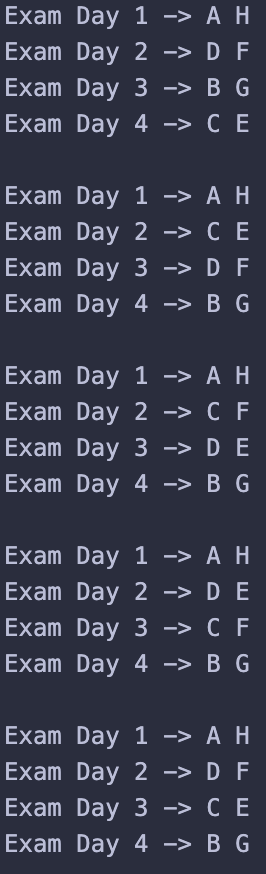 Exam Day 1 -> A H
Exam Day 2 -> D F
Exam Day 3 -> B G
Exam Day 4 -> C E

Exam Day 1 -> A H
Exam Day 2 -> C E
Exam Day 3 -> D F
Exam Day 4 -> B G

Exam Day 1 -> A H
Exam Day 2 -> C F
Exam Day 3 -> D E
Exam Day 4 -> B G

Exam Day 1 -> A H
Exam Day 2 -> D E
Exam Day 3 -> C F
Exam Day 4 -> B G

Exam Day 1 -> A H
Exam Day 2 -> D F
Exam Day 3 -> C E
Exam Day 4 -> B G